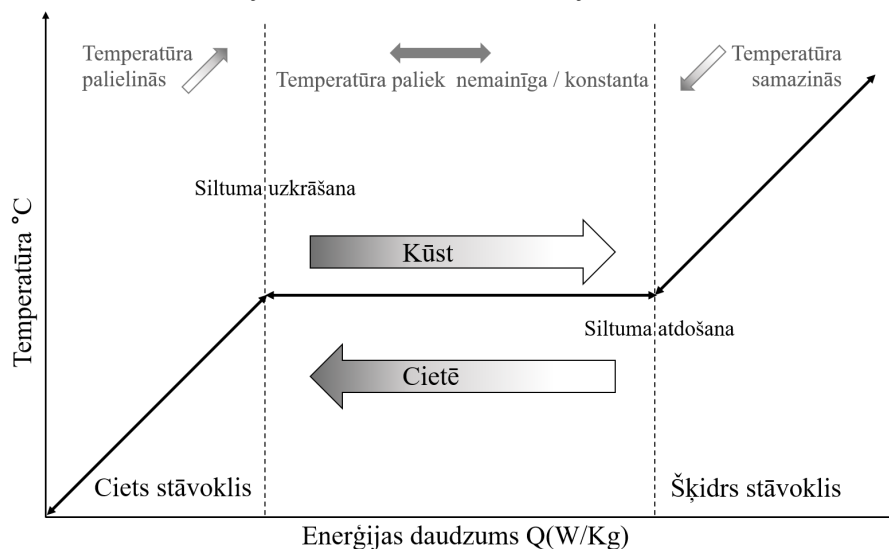 Temperatūra
palielinās
Temperatūra paliek nemainīga / konstanta
Temperatūra
samazinās
Siltuma uzkrāšana
Kūst
Siltuma atdošana
Cietē
Ciets stāvoklis
Šķidrs stāvoklis
Temperatūra °C
Enerģijas daudzums Q(W/Kg)